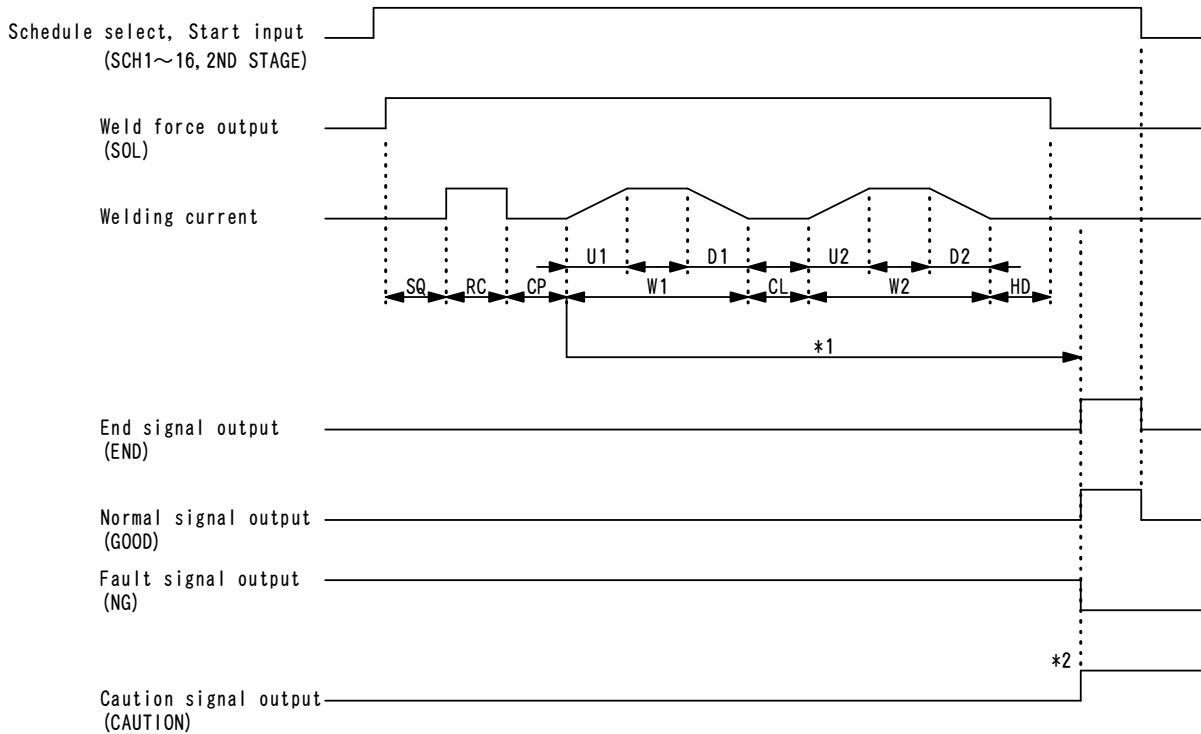 Schedule select, Start input
(SCH1～16, 2ND STAGE)
Weld force output
(SOL)
Welding current
U1 D1 U2 D2
SQ RC CP W1 CL W2 HD
*1
End signal output
(END)
Normal signal output
(GOOD)
Fault signal output
(NG)
*2
Caution signal output
(CAUTION)